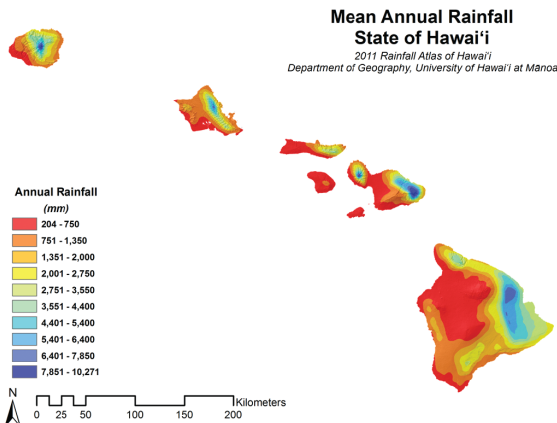 Mean Annual Rainfall
State of Hawai‘i
2011 Rainfall Atlas of Hawai‘i
Department of Geography, University of Hawai‘i at Mānoa
Annual Rainfall
(mm)
204 - 750
751 - 1,350
1,351 - 2,000
2,001 - 2,750
2,751 - 3,550
3,551 - 4,400
4,401 - 5,400
5,401 - 6,400
6,401 - 7,850
7,851 - 10,271
N
Kilometers
0 25 50 100 150 200